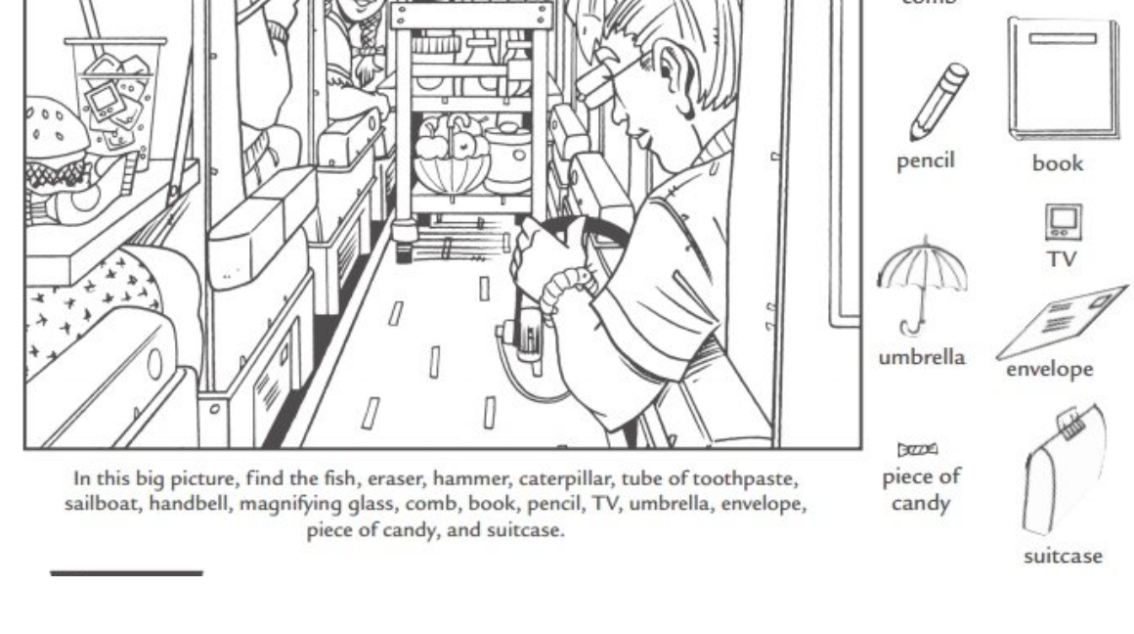 comb
pencil
book
TV
umbrella
envelope
piece of
candy
suitcase
In this big picture, find the fish, eraser, hammer, caterpillar, tube of toothpaste,
sailboat, handbell, magnifying glass, comb, book, pencil, TV, umbrella, envelope,
piece of candy, and suitcase.